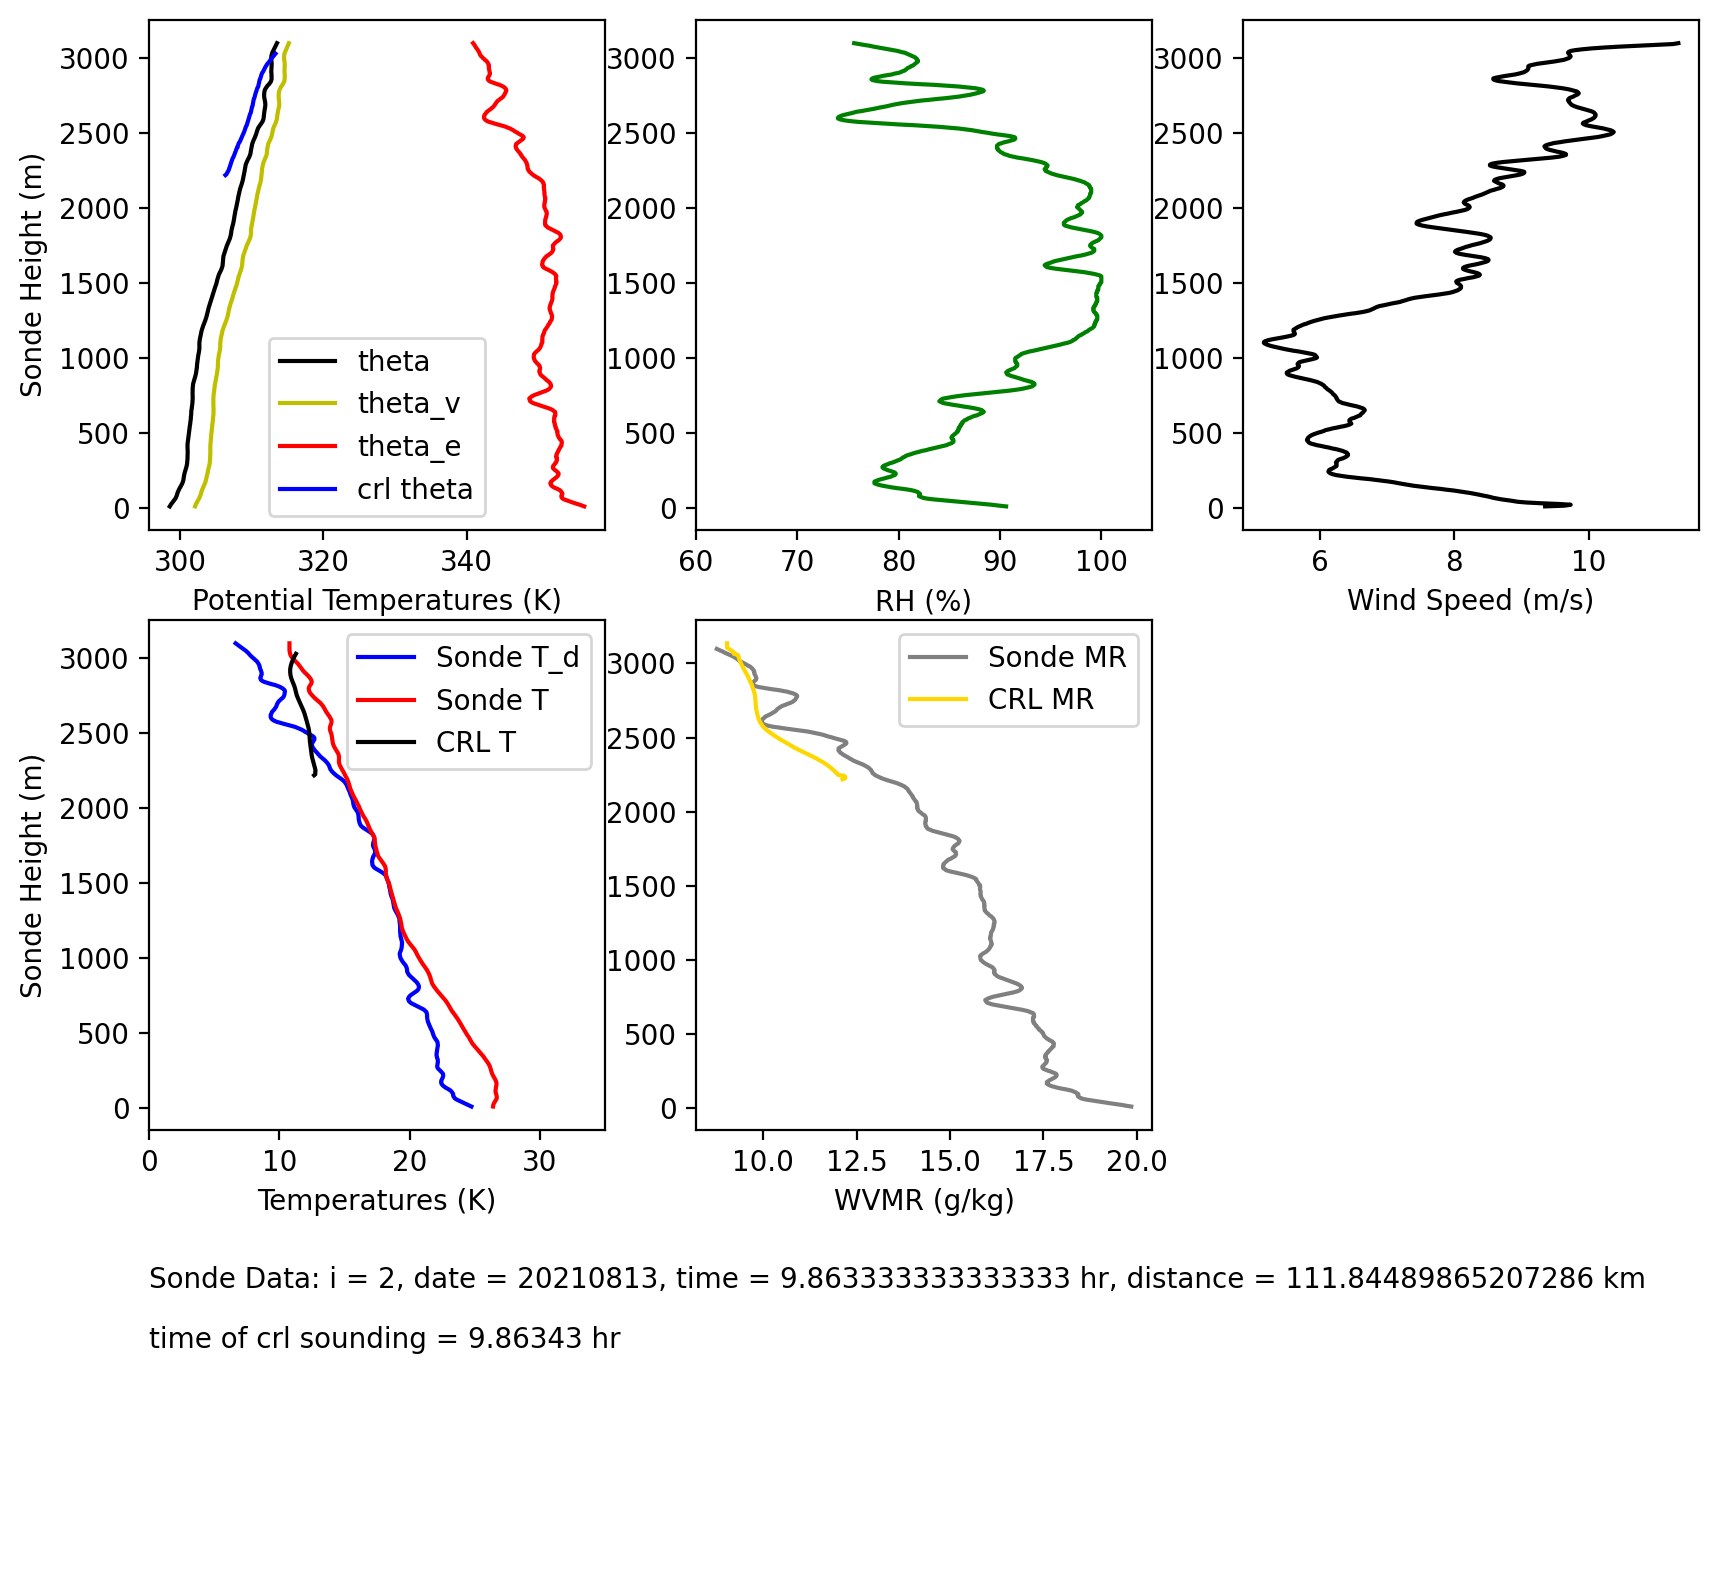 3000
2500
2000
1500
1000
500
0
Sonde Height (m)
300 320 340
Potential Temperatures (K)
theta
theta_v
theta_e
crl theta
3000
2500
2000
1500
1000
500
0
60 70 80 90 100
RH (%)
3000
2500
2000
1500
1000
500
0
6 8 10
Wind Speed (m/s)
3000
2500
2000
1500
1000
500
0
Sonde Height (m)
0 10 20 30
Temperatures (K)
Sonde T_d
Sonde T
CRL T
3000
2500
2000
1500
1000
500
0
10.0 12.5 15.0 17.5 20.0
WVMR (g/kg)
Sonde MR
CRL MR
Sonde Data: i = 2, date = 20210813, time = 9.863333333333333 hr, distance = 111.84489865207286 km
time of crl sounding = 9.86343 hr